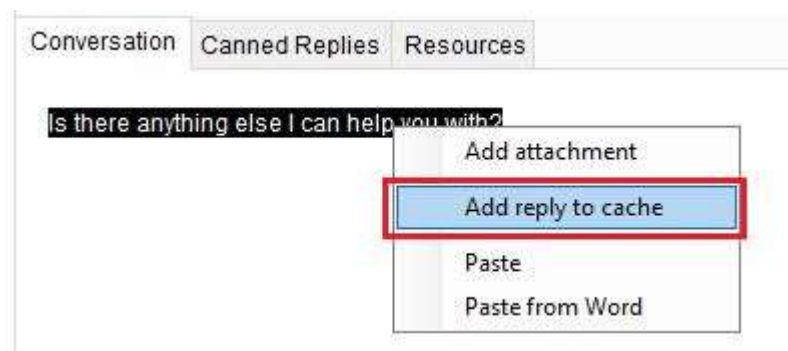 Conversation Canned Replies Resources
Is there anything else I can help you with?
Add attachment
Add reply to cache
Paste
Paste from Word